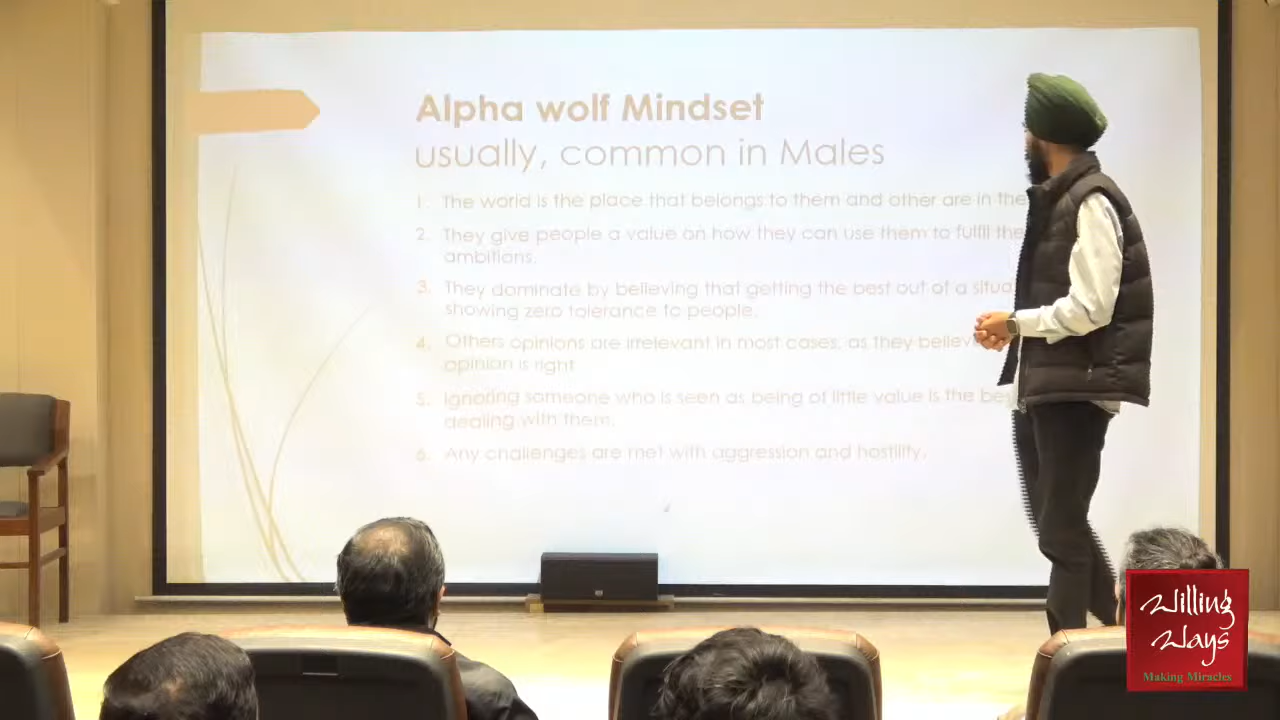 Alpha wolf Mindset
usually, common in Males
1. The world is the place that belongs to them and other are in the
2. They give people a value on how they can use them to fulfil the
ambitions.
3. They dominate by believing that getting the best out of a situa
showing zero tolerance to people.
4. Others opinions are irrelevant in most cases, as they believ
opinion is right
5. Ignoring someone who is seen as being of little value is the bes
dealing with them.
6. Any challenges are met with aggression and hostility.
Willing
Ways
Making Miracles